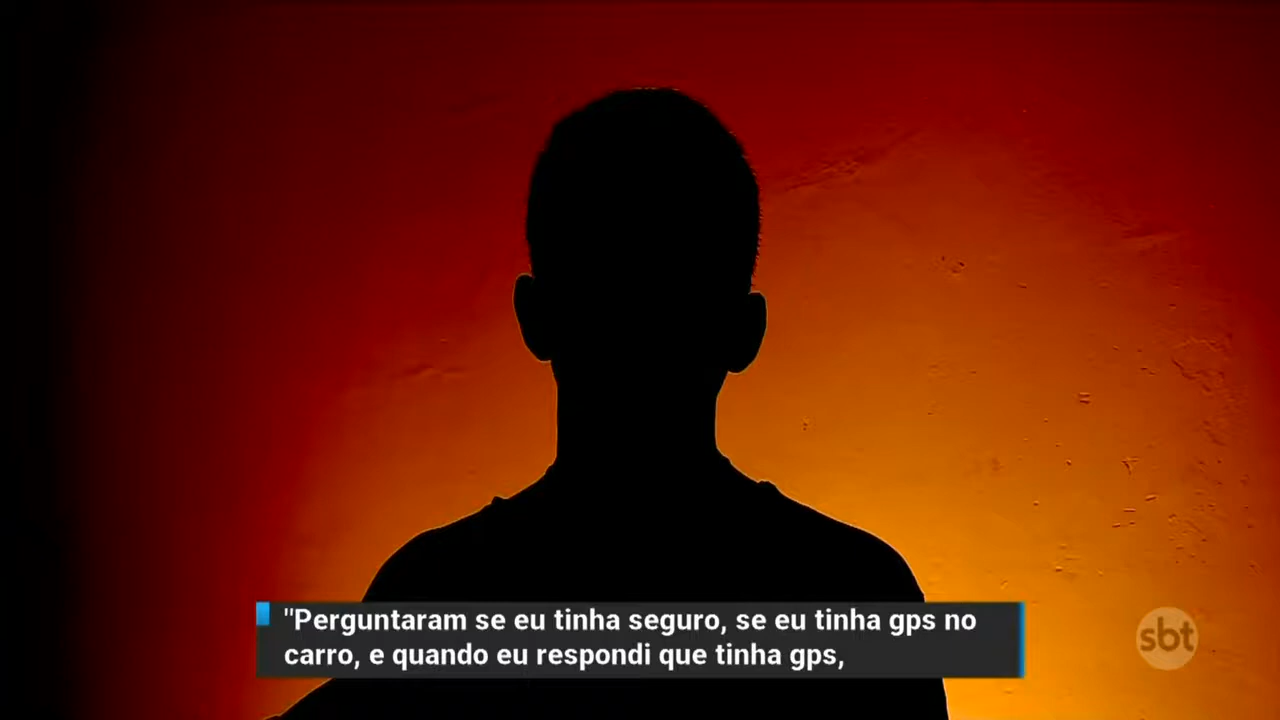 "Perguntaram se eu tinha seguro, se eu tinha gps no
carro, e quando eu respondi que tinha gps,
sbt